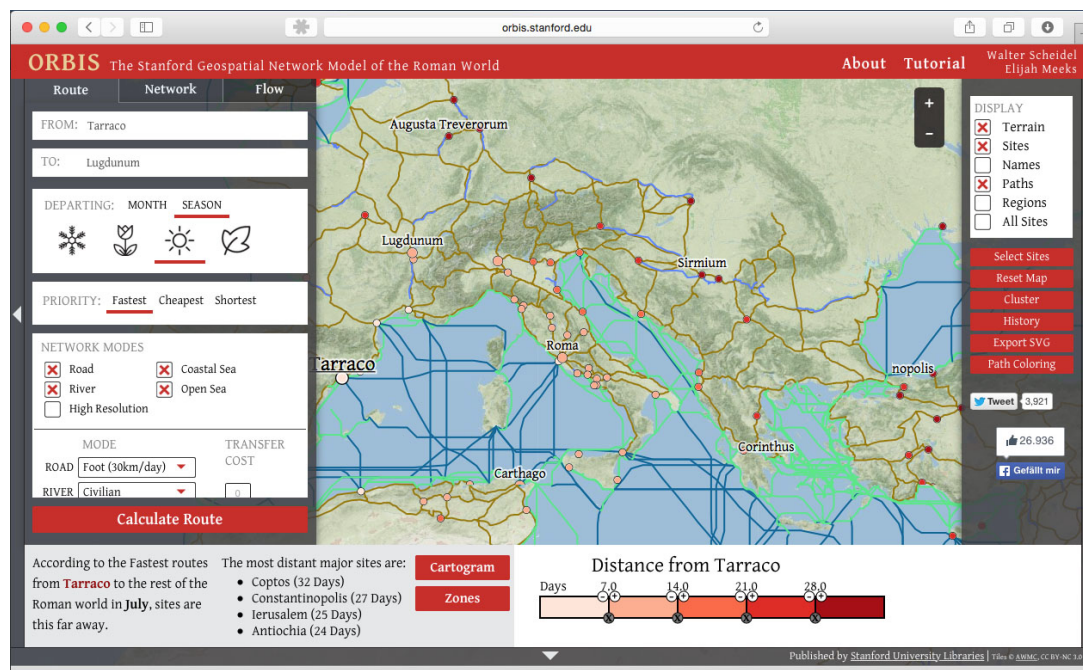 orbis.stanford.edu
ORBIS The Stanford Geospatial Network Model of the Roman World
About Tutorial
Walter Scheidel
Elijah Meeks
Route Network Flow
FROM: Tarraco
TO: Lugdunum
DEPARTING: MONTH SEASON
PRIORITY: Fastest Cheapest Shortest
NETWORK MODES
Road Coastal Sea
River Open Sea
High Resolution
MODE TRANSFER
COST
ROAD Foot (30km/day)
RIVER Civilian 0
Calculate Route
+
-
Augusta Treverorum
Lugdunum
Sirmium
Roma
Tarraco
nopolis
Corinthus
Carthago
DISPLAY
Terrain
Sites
Names
Paths
Regions
All Sites
Select Sites
Reset Map
Cluster
History
Export SVG
Path Coloring
Tweet 3,921
26.936
Gefällt mir
According to the Fastest routes
from Tarraco to the rest of the
Roman world in July, sites are
this far away.
The most distant major sites are:
• Coptos (32 Days)
• Constantinopolis (27 Days)
• Ierusalem (25 Days)
• Antiochia (24 Days)
Cartogram
Zones
Distance from Tarraco
Days 7.0 14.0 21.0 28.0
- + - + - + - +
X X X X
Published by Stanford University Libraries | Tiles © AWMC, CC BY-NC 3.0